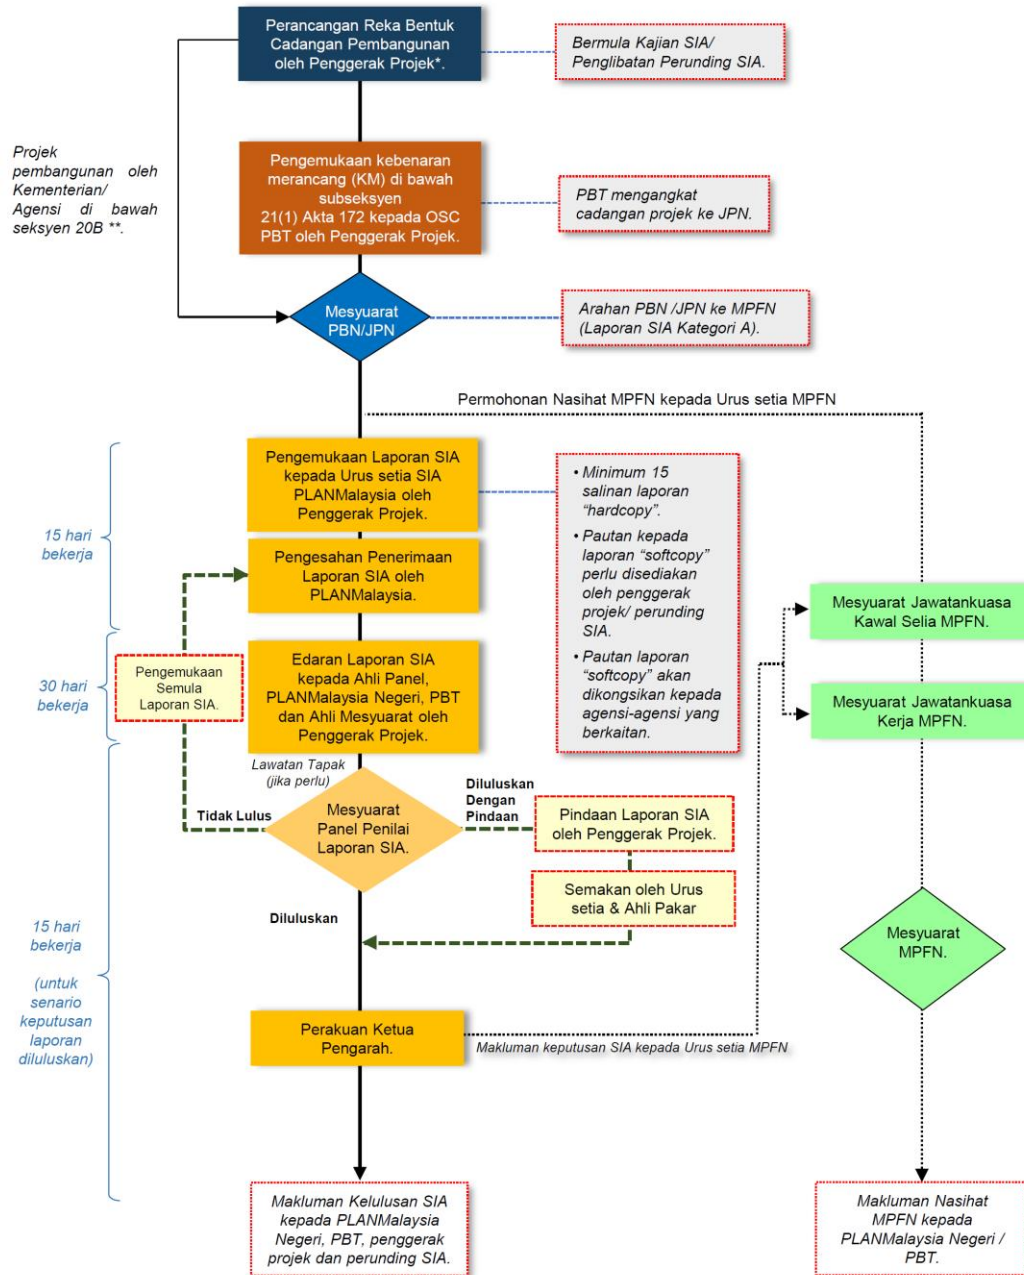 Perancangan Reka Bentuk
Cadangan Pembangunan
oleh Penggerak Projek*.
Bermula Kajian SIA/
Penglibatan Perunding SIA.
Projek
pembangunan oleh
Kementerian/
Agensi di bawah
seksyen 20B **.
Pengemukaan kebenaran
merancang (KM) di bawah
subseksyen
21(1) Akta 172 kepada OSC
PBT oleh Penggerak Projek.
PBT mengangkat
cadangan projek ke JPN.
Mesyuarat
PBN/JPN
Arahan PBN /JPN ke MPFN
(Laporan SIA Kategori A).
Permohonan Nasihat MPFN kepada Urus setia MPFN
15 hari
bekerja
Pengemukaan Laporan SIA
kepada Urus setia SIA
PLANMalaysia oleh
Penggerak Projek.
• Minimum 15
salinan laporan
“hardcopy”.
• Pautan kepada
laporan “softcopy”
perlu disediakan
oleh penggerak
projek/ perunding
SIA.
• Pautan laporan
“softcopy” akan
dikongsikan kepada
agensi-agensi yang
berkaitan.
Pengesahan Penerimaan
Laporan SIA oleh
PLANMalaysia.
Mesyuarat Jawatankuasa
Kawal Selia MPFN.
30 hari
bekerja
Pengemukaan
Semula
Laporan SIA.
Edaran Laporan SIA
kepada Ahli Panel,
PLANMalaysia Negeri, PBT
dan Ahli Mesyuarat oleh
Penggerak Projek.
Mesyuarat Jawatankuasa
Kerja MPFN.
Lawatan Tapak
(jika perlu)
Tidak Lulus
Mesyuarat
Panel Penilai
Laporan SIA.
Diluluskan
Dengan
Pindaan
Pindaan Laporan SIA
oleh Penggerak Projek.
Semakan oleh Urus
setia & Ahli Pakar
Diluluskan
15 hari
bekerja
(untuk
senario
keputusan
laporan
diluluskan)
Mesyuarat
MPFN.
Perakuan Ketua
Pengarah.
Makluman keputusan SIA kepada Urus setia MPFN
Makluman Kelulusan SIA
kepada PLANMalaysia
Negeri, PBT, penggerak
projek dan perunding SIA.
Makluman Nasihat
MPFN kepada
PLANMalaysia Negeri /
PBT.